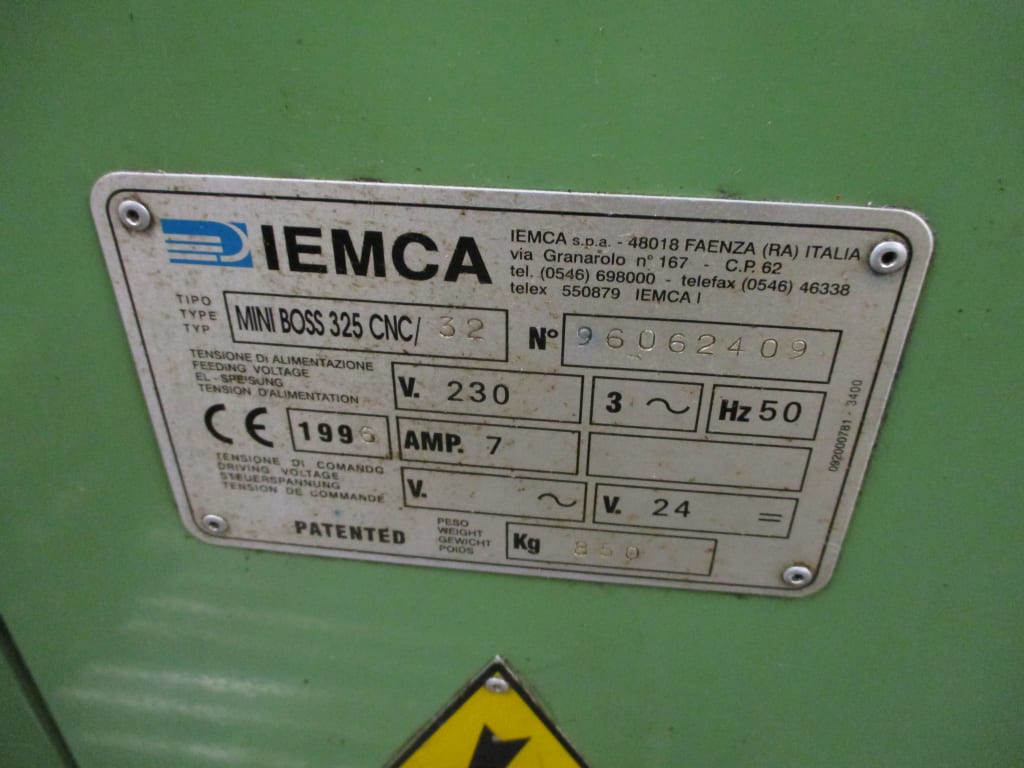 IEMCA
IEMCA s.p.a. - 48018 FAENZA (RA) ITALIA
via Granarolo n° 167 - C.P. 62
tel. (0546) 698000 - telefax (0546) 46338
telex 550879 IEMCA I
TIPO
TYPE
TYP
MINI BOSS 325 CNC/ 32
N° 96062409
TENSIONE DI ALIMENTAZIONE
FEEDING VOLTAGE
EL-SPEISUNG
TENSION D'ALIMENTATION
V. 230
3 ~
Hz 50
CE
1996
AMP. 7
TENSIONE DI COMANDO
DRIVING VOLTAGE
STEUERSPANNUNG
TENSION DE COMMANDE
V. ~
V. 24 =
PATENTED
PESO
WEIGHT
GEWICHT
POIDS
Kg 850
092000781 - 3400